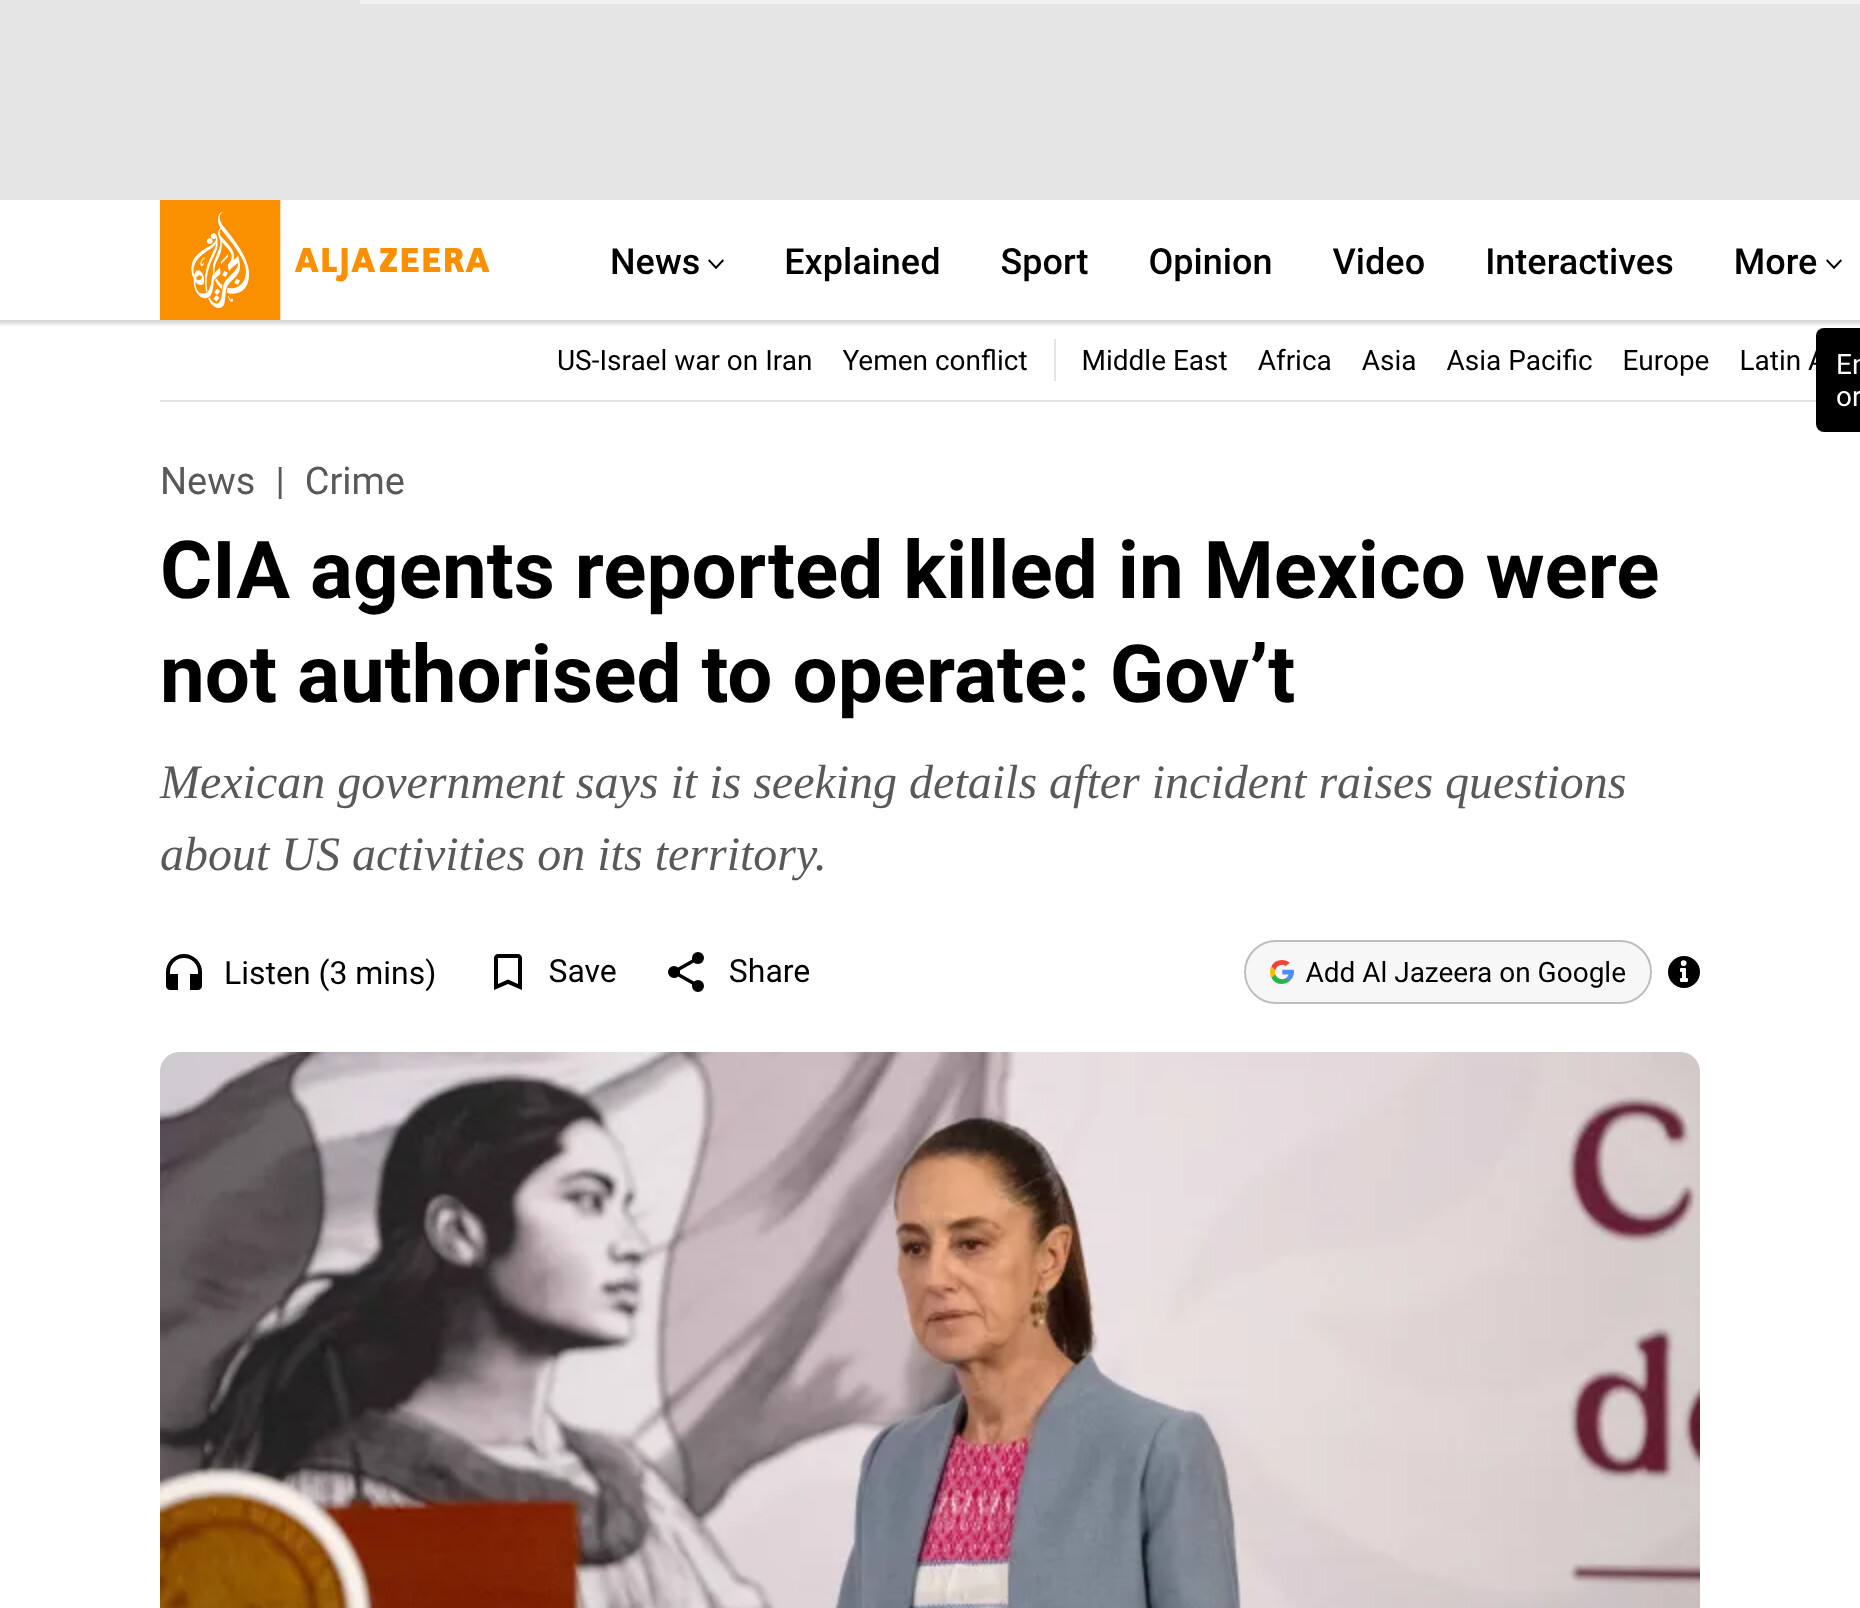 ALJAZEERA
News
Explained
Sport
Opinion
Video
Interactives
More
US-Israel war on Iran
Yemen conflict
Middle East
Africa
Asia
Asia Pacific
Europe
Latin
News | Crime
CIA agents reported killed in Mexico were
not authorised to operate: Gov’t
Mexican government says it is seeking details after incident raises questions
about US activities on its territory.
Listen (3 mins)
Save
Share
Add Al Jazeera on Google
C
d